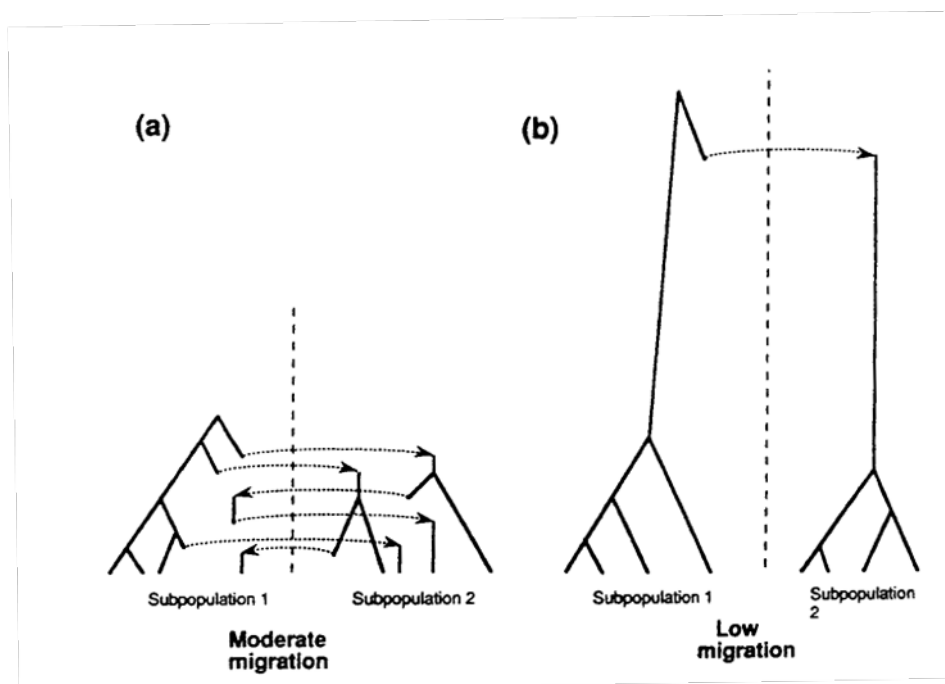 (a)
(b)
Subpopulation 1
Subpopulation 2
Moderate
migration
Subpopulation 1
Subpopulation
2
Low
migration